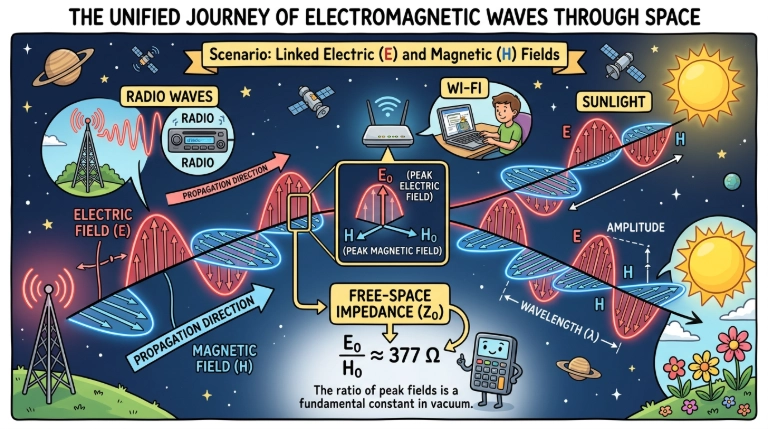 THE UNIFIED JOURNEY OF ELECTROMAGNETIC WAVES THROUGH SPACE
Scenario: Linked Electric (E) and Magnetic (H) Fields
RADIO WAVES
RADIO
RADIO
WI-FI
SUNLIGHT
E
H
PROPAGATION DIRECTION
E₀
(PEAK
ELECTRIC
FIELD)
H
H₀
(PEAK MAGNETIC FIELD)
ELECTRIC
FIELD (E)
E
AMPLITUDE
H
H
PROPAGATION DIRECTION
MAGNETIC
FIELD (H)
WAVELENGTH (λ)
FREE-SPACE
IMPEDANCE (Z₀)
E₀
H₀
≈ 377 Ω
The ratio of peak fields is a
fundamental constant in vacuum.